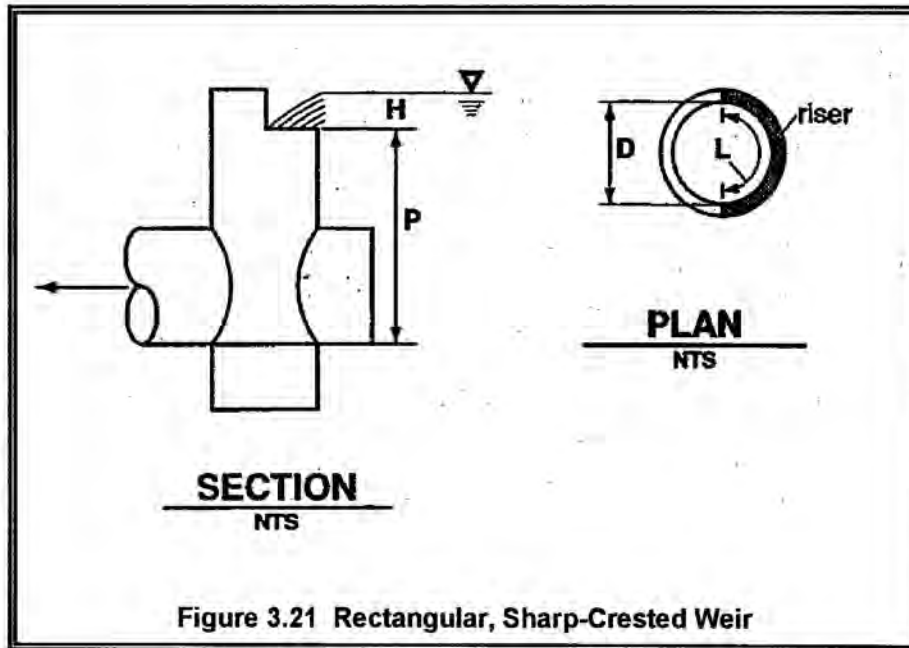 H
P
D
L
riser
SECTION
NTS
PLAN
NTS
Figure 3.21 Rectangular, Sharp-Crested Weir